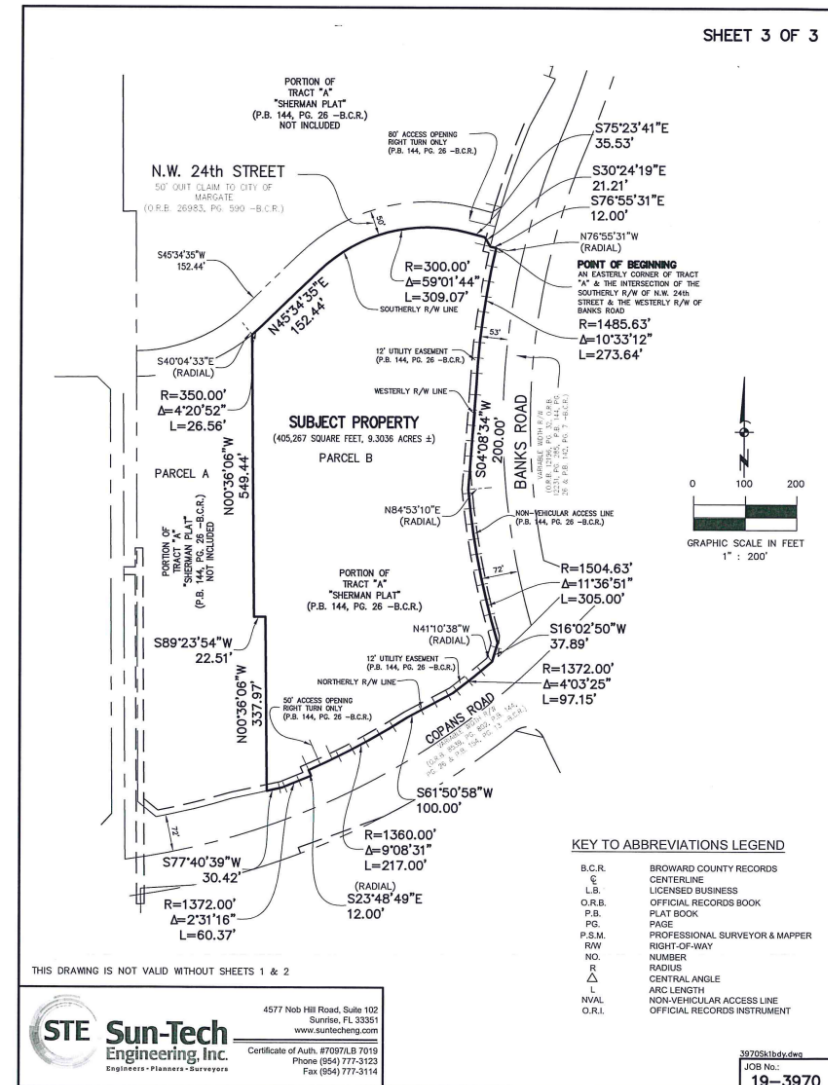 SHEET 3 OF 3
PORTION OF
TRACT "A"
"SHERMAN PLAT"
(P.B. 144, PG. 26 –B.C.R.)
NOT INCLUDED
80' ACCESS OPENING
RIGHT TURN ONLY
(P.B. 144, PG. 26 –B.C.R.)
S75°23'41"E
35.53'
S30°24'19"E
21.21'
S76°55'31"E
12.00'
N76°55'31"W
(RADIAL)
N.W. 24th STREET
50' QUIT CLAIM TO CITY OF
MARGATE
(O.R.B. 26983, PG. 590 –B.C.R.)
50'
S45°34'35"W
152.44'
N45°34'35"E
152.44'
R=300.00'
Δ=59°01'44"
L=309.07'
SOUTHERLY R/W LINE
POINT OF BEGINNING
AN EASTERLY CORNER OF TRACT
"A" & THE INTERSECTION OF THE
SOUTHERLY R/W OF N.W. 24th
STREET & THE WESTERLY R/W OF
BANKS ROAD
R=1485.63'
Δ=10°33'12"
L=273.64'
53'
12' UTILITY EASEMENT
(P.B. 144, PG. 26 –B.C.R.)
S40°04'33"E
(RADIAL)
R=350.00'
Δ=4°20'52"
L=26.56'
WESTERLY R/W LINE
SUBJECT PROPERTY
(405,267 SQUARE FEET, 9.3036 ACRES ±)
PARCEL B
S04°08'34"W
200.00'
BANKS ROAD
VARIABLE WIDTH R/W
26 & P.B. 142, PG. 7 –B.C.R.)
N
0 100 200
GRAPHIC SCALE IN FEET
1" : 200'
PARCEL A
N00°36'06"W
549.44'
PORTION OF
TRACT "A"
"SHERMAN PLAT"
(P.B. 144, PG. 26 –B.C.R.)
NOT INCLUDED
N84°53'10"E
(RADIAL)
NON-VEHICULAR ACCESS LINE
(P.B. 144, PG. 26 –B.C.R.)
PORTION OF
TRACT "A"
"SHERMAN PLAT"
(P.B. 144, PG. 26 –B.C.R.)
72'
R=1504.63'
Δ=11°36'51"
L=305.00'
S89°23'54"W
22.51'
N41°10'38"W
(RADIAL)
S16°02'50"W
37.89'
12' UTILITY EASEMENT
(P.B. 144, PG. 26 –B.C.R.)
NORTHERLY R/W LINE
R=1372.00'
Δ=4°03'25"
L=97.15'
N00°36'06"W
337.97'
50' ACCESS OPENING
RIGHT TURN ONLY
(P.B. 144, PG. 26 –B.C.R.)
COPANS ROAD
VARIABLE WIDTH R/W
S61°50'58"W
100.00'
72'
R=1360.00'
Δ=9°08'31"
L=217.00'
S77°40'39"W
30.42'
(RADIAL)
S23°48'49"E
12.00'
R=1372.00'
Δ=2°31'16"
L=60.37'
KEY TO ABBREVIATIONS LEGEND
B.C.R. BROWARD COUNTY RECORDS
℄ CENTERLINE
L.B. LICENSED BUSINESS
O.R.B. OFFICIAL RECORDS BOOK
P.B. PLAT BOOK
PG. PAGE
P.S.M. PROFESSIONAL SURVEYOR & MAPPER
R/W RIGHT-OF-WAY
NO. NUMBER
R RADIUS
△ CENTRAL ANGLE
L ARC LENGTH
NVAL NON-VEHICULAR ACCESS LINE
O.R.I. OFFICIAL RECORDS INSTRUMENT
THIS DRAWING IS NOT VALID WITHOUT SHEETS 1 & 2
STE Sun-Tech
Engineering, Inc.
Engineers • Planners • Surveyors
4577 Nob Hill Road, Suite 102
Sunrise, FL 33351
www.suntecheng.com
Certificate of Auth. #7097/LB 7019
Phone (954) 777-3123
Fax (954) 777-3114
3970Sk1bdy.dwg
JOB No.:
19–3970